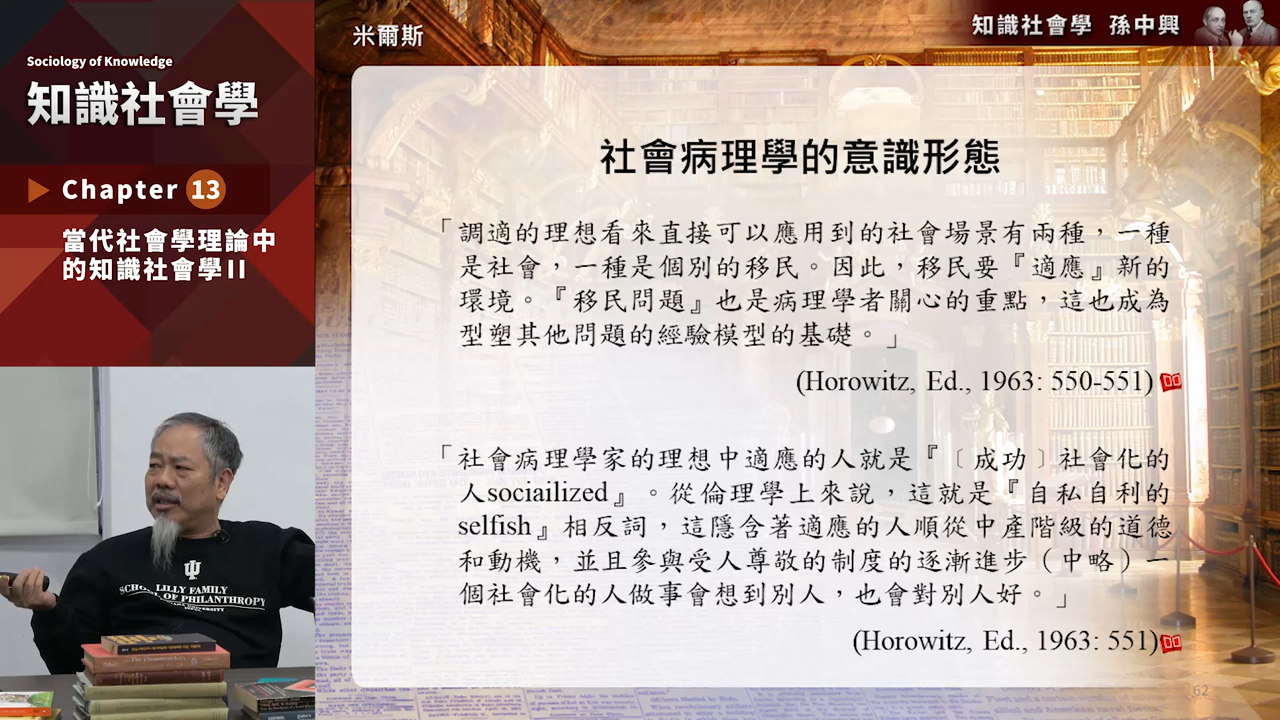 Sociology of Knowledge
知識社會學
Chapter 13
當代社會學理論中
的知識社會學II
米爾斯
知識社會學 孫中興
社會病理學的意識形態
「調適的理想看來直接可以應用到的社會場景有兩種，一種
是社會，一種是個別的移民。因此，移民要『適應』新的
環境。『移民問題』也是病理學者關心的重點，這也成為
型塑其他問題的經驗模型的基礎。」
(Horowitz, Ed., 1963: 550-551)
「社會病理學家的理想中適應的人就是『〔成功〕社會化的
人sociailized』。從倫理學上來說，這就是『自私自利的
selfish』相反詞，這隱含著適應的人順從中產階級的道德
和動機，並且參與受人尊敬的制度的逐漸進步（中略）一
個社會化的人做事會想到別人，也會對別人好。」
(Horowitz, Ed., 1963: 551)
62
LILLY FAMILY
SCHOOL OF PHILANTHROPY